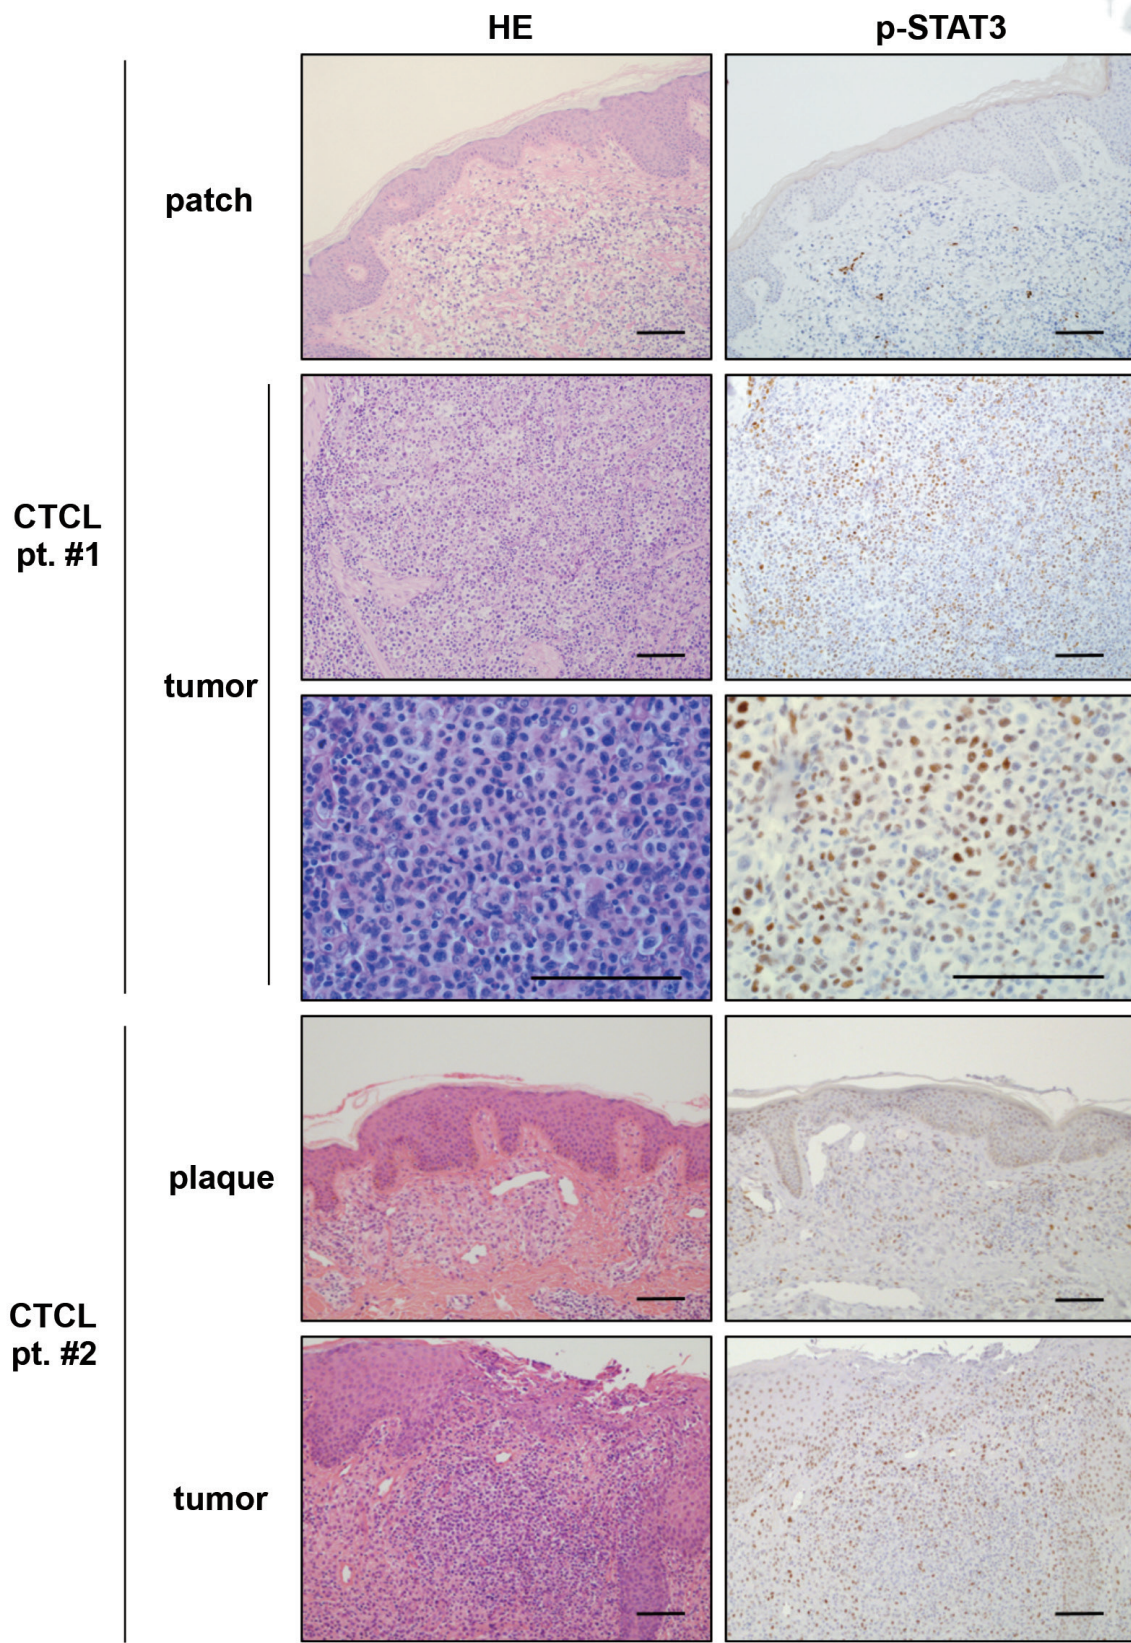 HE
p-STAT3
patch
CTCL
pt. #1
tumor
plaque
CTCL
pt. #2
tumor